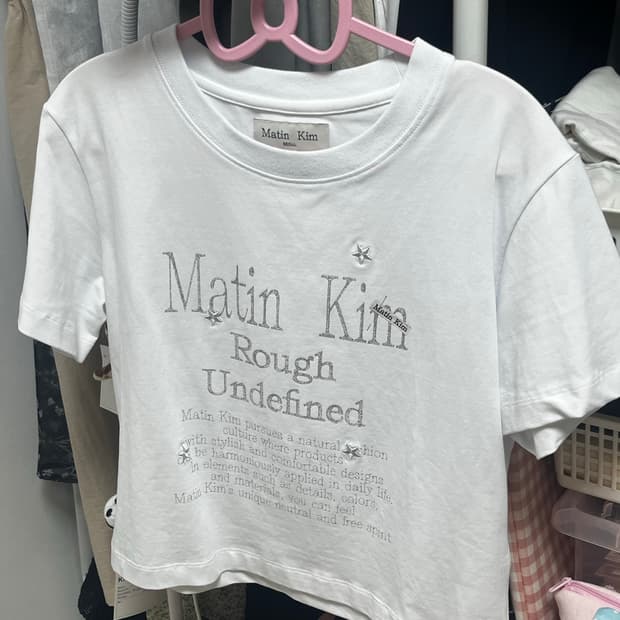 Matin Kim
Matin Kim
Matin Kim
Rough
Undefined
Matin Kim pursues a natural fashion
culture where products
with stylish and comfortable designs
be harmoniously applied in daily life.
in elements such as details, colors,
and materials, you can feel
Matin Kim's unique neutral and free spirit